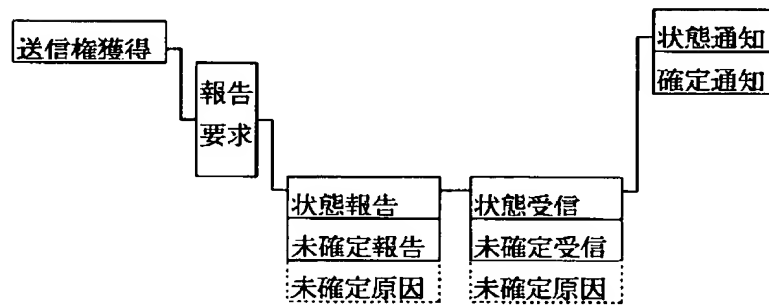 送信権獲得
報告
要求
状態報告
未確定報告
未確定原因
状態受信
未確定受信
未確定原因
状態通知
確定通知